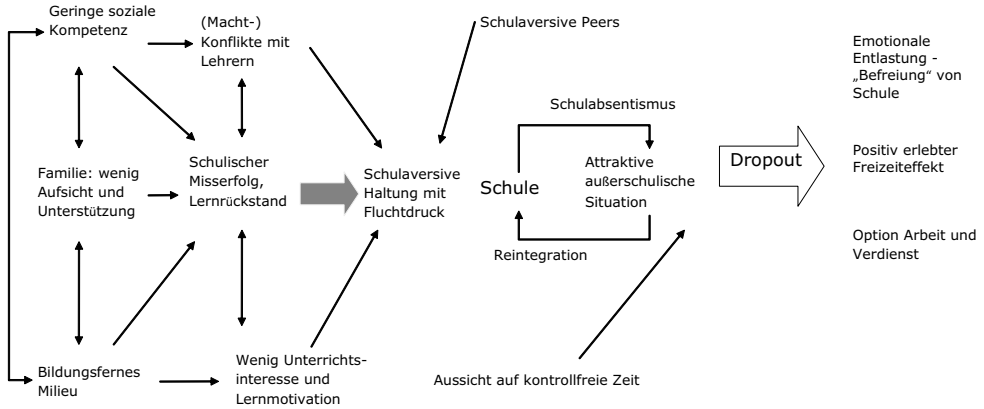 Geringe soziale
Kompetenz
(Macht-)
Konflikte mit
Lehrern
Schulaversive Peers
Emotionale
Entlastung -
„Befreiung“ von
Schule
Familie: wenig
Aufsicht und
Unterstützung
Schulischer
Misserfolg,
Lernrückstand
Schulaversive
Haltung mit
Fluchtdruck
Schulabsentismus
Schule
Attraktive
außerschulische
Situation
Reintegration
Dropout
Positiv erlebter
Freizeiteffekt
Option Arbeit und
Verdienst
Bildungsfernes
Milieu
Wenig Unterrichts-
interesse und
Lernmotivation
Aussicht auf kontrollfreie Zeit